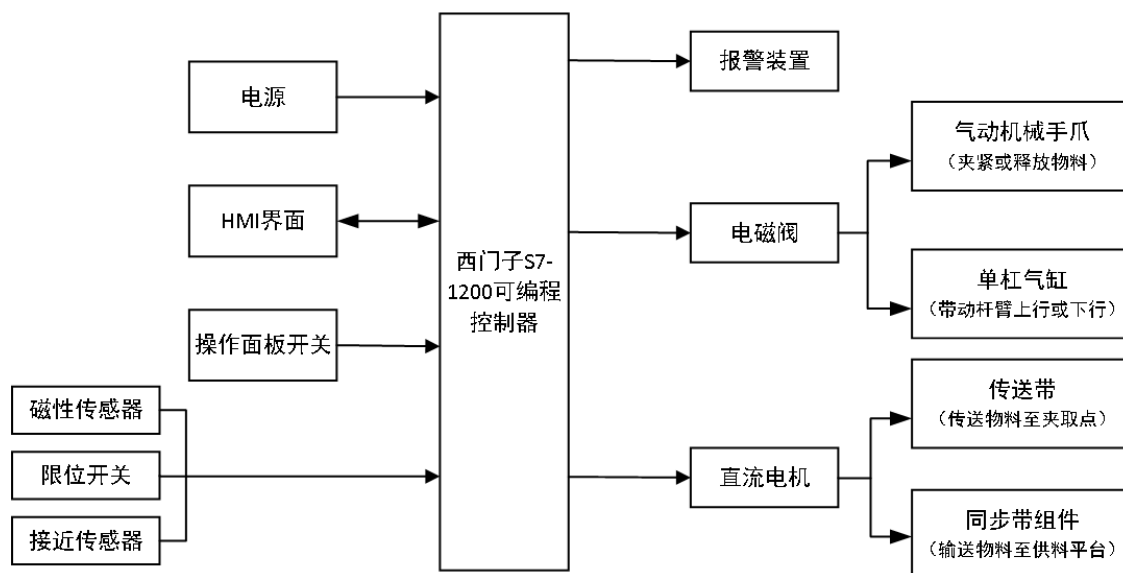 电源
HMI界面
操作面板开关
磁性传感器
限位开关
接近传感器
西门子S7-
1200可编程
控制器
报警装置
电磁阀
直流电机
气动机械手爪
（夹紧或释放物料）
单杠气缸
（带动杆臂上行或下行）
传送带
（传送物料至夹取点）
同步带组件
（输送物料至供料平台）